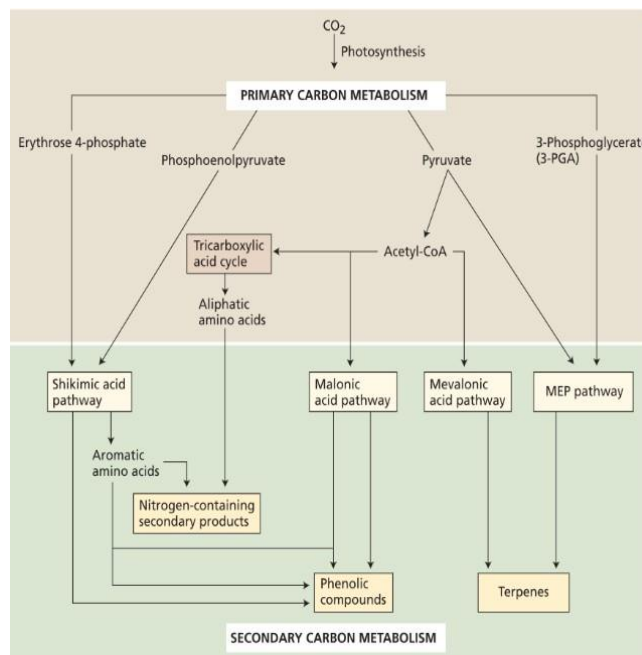 CO2
Photosynthesis
PRIMARY CARBON METABOLISM
Erythrose 4-phosphate
Phosphoenolpyruvate
Pyruvate
3-Phosphoglycerate
(3-PGA)
Tricarboxylic
acid cycle
Acetyl-CoA
Aliphatic
amino acids
Shikimic acid
pathway
Malonic
acid pathway
Mevalonic
acid pathway
MEP pathway
Aromatic
amino acids
Nitrogen-containing
secondary products
Phenolic
compounds
Terpenes
SECONDARY CARBON METABOLISM